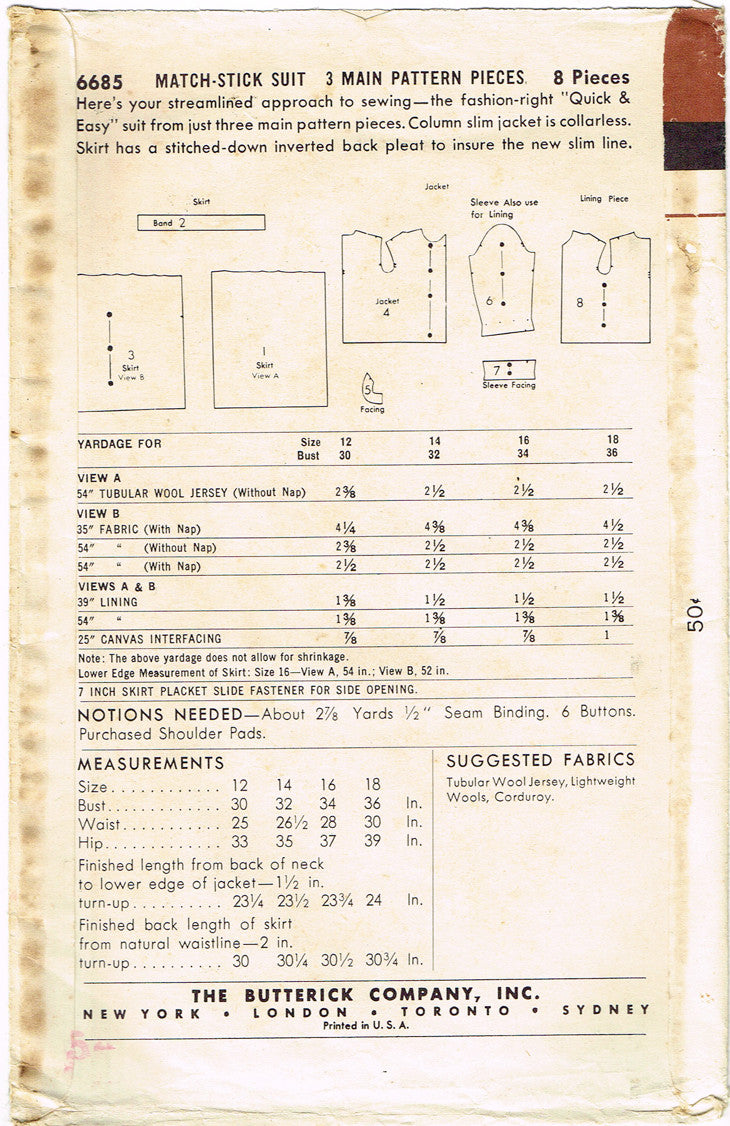 6685 MATCH-STICK SUIT 3 MAIN PATTERN PIECES 8 Pieces
Here's your streamlined approach to sewing—the fashion-right "Quick &
Easy" suit from just three main pattern pieces. Column slim jacket is collarless.
Skirt has a stitched-down inverted back pleat to insure the new slim line.
Skirt
Band 2
3
Skirt
View B
1
Skirt
View A
Jacket
Jacket
4
5
Facing
Sleeve Also use
for Lining
6
7
Sleeve Facing
Lining Piece
8
YARDAGE FOR Size 12 14 16 18
Bust 30 32 34 36
VIEW A
54" TUBULAR WOOL JERSEY (Without Nap) 2⅜ 2½ 2½ 2½
VIEW B
35" FABRIC (With Nap) 4¼ 4⅜ 4⅜ 4½
54" " (Without Nap) 2⅜ 2½ 2½ 2½
54" " (With Nap) 2½ 2½ 2½ 2½
VIEWS A & B
39" LINING 1⅜ 1½ 1½ 1½
54" " 1⅜ 1⅜ 1⅜ 1⅜
25" CANVAS INTERFACING ⅞ ⅞ ⅞ 1
Note: The above yardage does not allow for shrinkage.
Lower Edge Measurement of Skirt: Size 16—View A, 54 in.; View B, 52 in.
7 INCH SKIRT PLACKET SLIDE FASTENER FOR SIDE OPENING.
NOTIONS NEEDED—About 2⅞ Yards ½" Seam Binding. 6 Buttons.
Purchased Shoulder Pads.
MEASUREMENTS
Size............ 12 14 16 18
Bust............ 30 32 34 36 In.
Waist........... 25 26½ 28 30 In.
Hip............. 33 35 37 39 In.
Finished length from back of neck
to lower edge of jacket—1½ in.
turn-up......... 23¼ 23½ 23¾ 24 In.
Finished back length of skirt
from natural waistline—2 in.
turn-up......... 30 30¼ 30½ 30¾ In.
SUGGESTED FABRICS
Tubular Wool Jersey, Lightweight
Wools, Corduroy.
THE BUTTERICK COMPANY, INC.
NEW YORK • LONDON • TORONTO • SYDNEY
Printed in U. S. A.
50¢